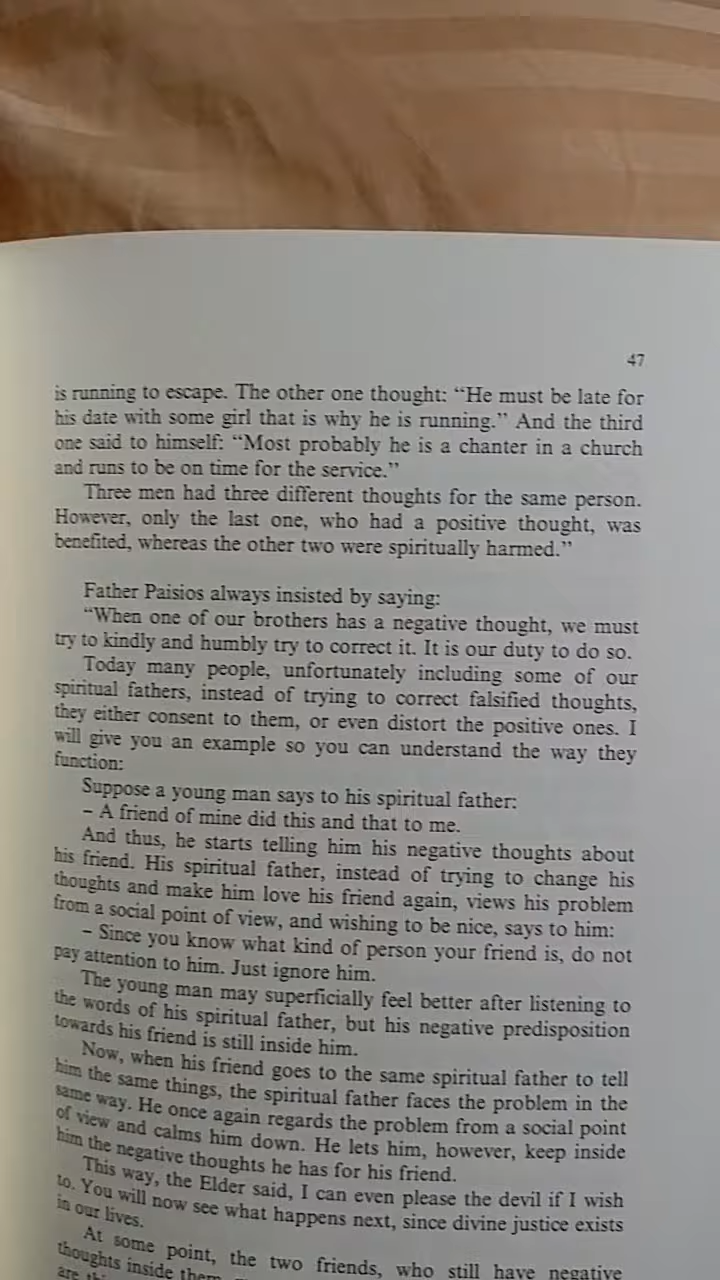 47
is running to escape. The other one thought: “He must be late for
his date with some girl that is why he is running.” And the third
one said to himself: “Most probably he is a chanter in a church
and runs to be on time for the service.”
Three men had three different thoughts for the same person.
However, only the last one, who had a positive thought, was
benefited, whereas the other two were spiritually harmed.”
Father Paisios always insisted by saying:
“When one of our brothers has a negative thought, we must
try to kindly and humbly try to correct it. It is our duty to do so.
Today many people, unfortunately including some of our
spiritual fathers, instead of trying to correct falsified thoughts,
they either consent to them, or even distort the positive ones. I
will give you an example so you can understand the way they
function:
Suppose a young man says to his spiritual father:
– A friend of mine did this and that to me.
And thus, he starts telling him his negative thoughts about
his friend. His spiritual father, instead of trying to change his
thoughts and make him love his friend again, views his problem
from a social point of view, and wishing to be nice, says to him:
– Since you know what kind of person your friend is, do not
pay attention to him. Just ignore him.
The young man may superficially feel better after listening to
the words of his spiritual father, but his negative predisposition
towards his friend is still inside him.
Now, when his friend goes to the same spiritual father to tell
him the same things, the spiritual father faces the problem in the
same way. He once again regards the problem from a social point
of view and calms him down. He lets him, however, keep inside
him the negative thoughts he has for his friend.
This way, the Elder said, I can even please the devil if I wish
to. You will now see what happens next, since divine justice exists
in our lives.
At some point, the two friends, who still have negative
thoughts inside them
are